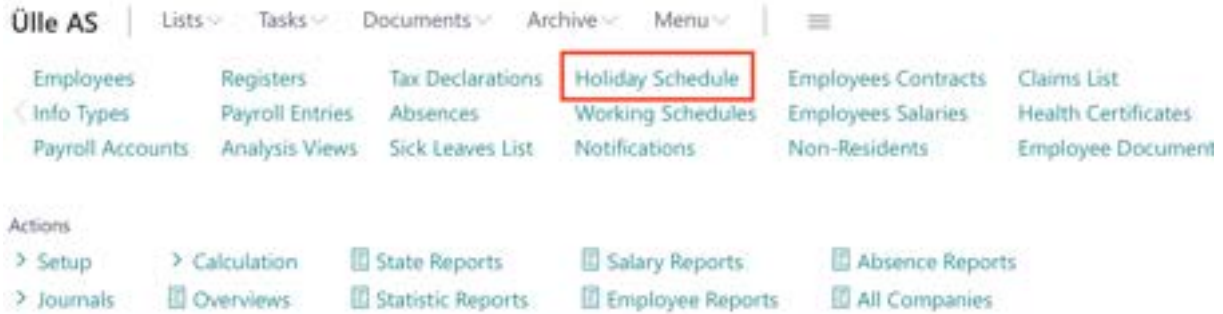 Ülle AS Lists Tasks Documents Archive Menu
Employees Registers Tax Declarations Holiday Schedule Employees Contracts Claims List
Info Types Payroll Entries Absences Working Schedules Employees Salaries Health Certificates
Payroll Accounts Analysis Views Sick Leaves List Notifications Non-Residents Employee Document
Actions
Setup Calculation State Reports Salary Reports Absence Reports
Journals Overviews Statistic Reports Employee Reports All Companies